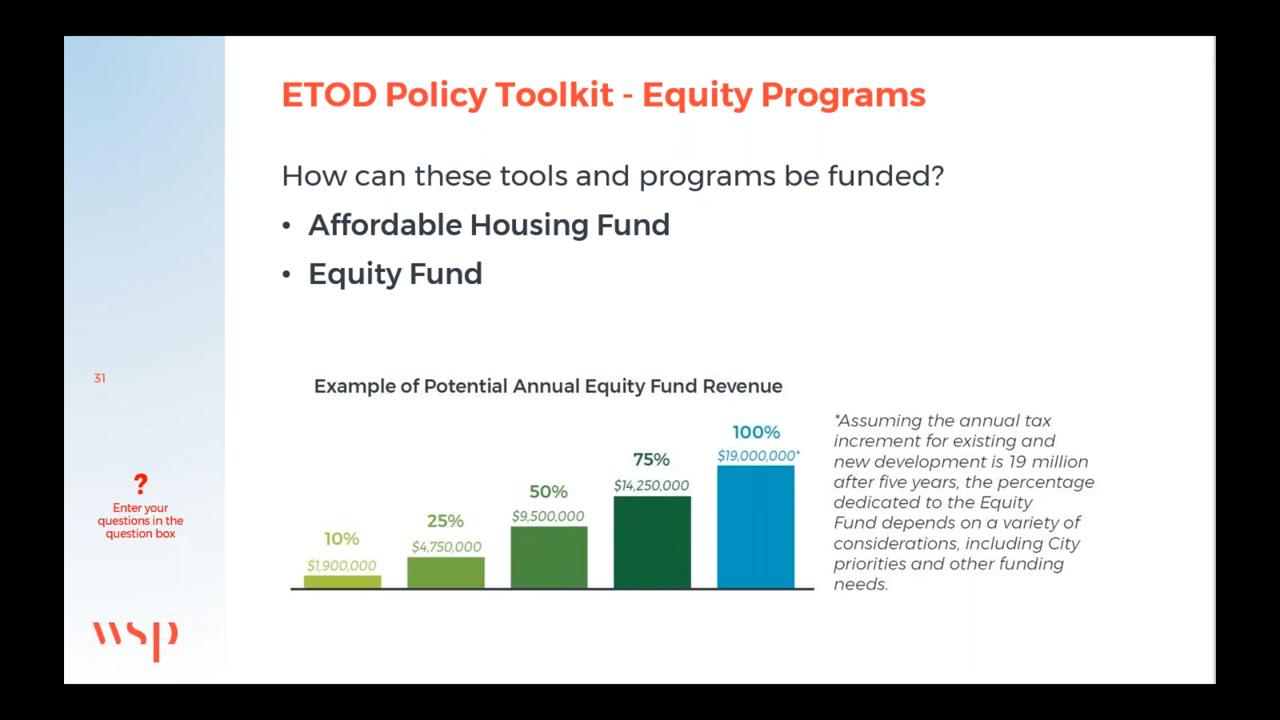 ETOD Policy Toolkit - Equity Programs
How can these tools and programs be funded?
• Affordable Housing Fund
• Equity Fund
31
?
Enter your
questions in the
question box
wsp
Example of Potential Annual Equity Fund Revenue
10%
$1,900,000
25%
$4,750,000
50%
$9,500,000
75%
$14,250,000
100%
$19,000,000*
*Assuming the annual tax
increment for existing and
new development is 19 million
after five years, the percentage
dedicated to the Equity
Fund depends on a variety of
considerations, including City
priorities and other funding
needs.